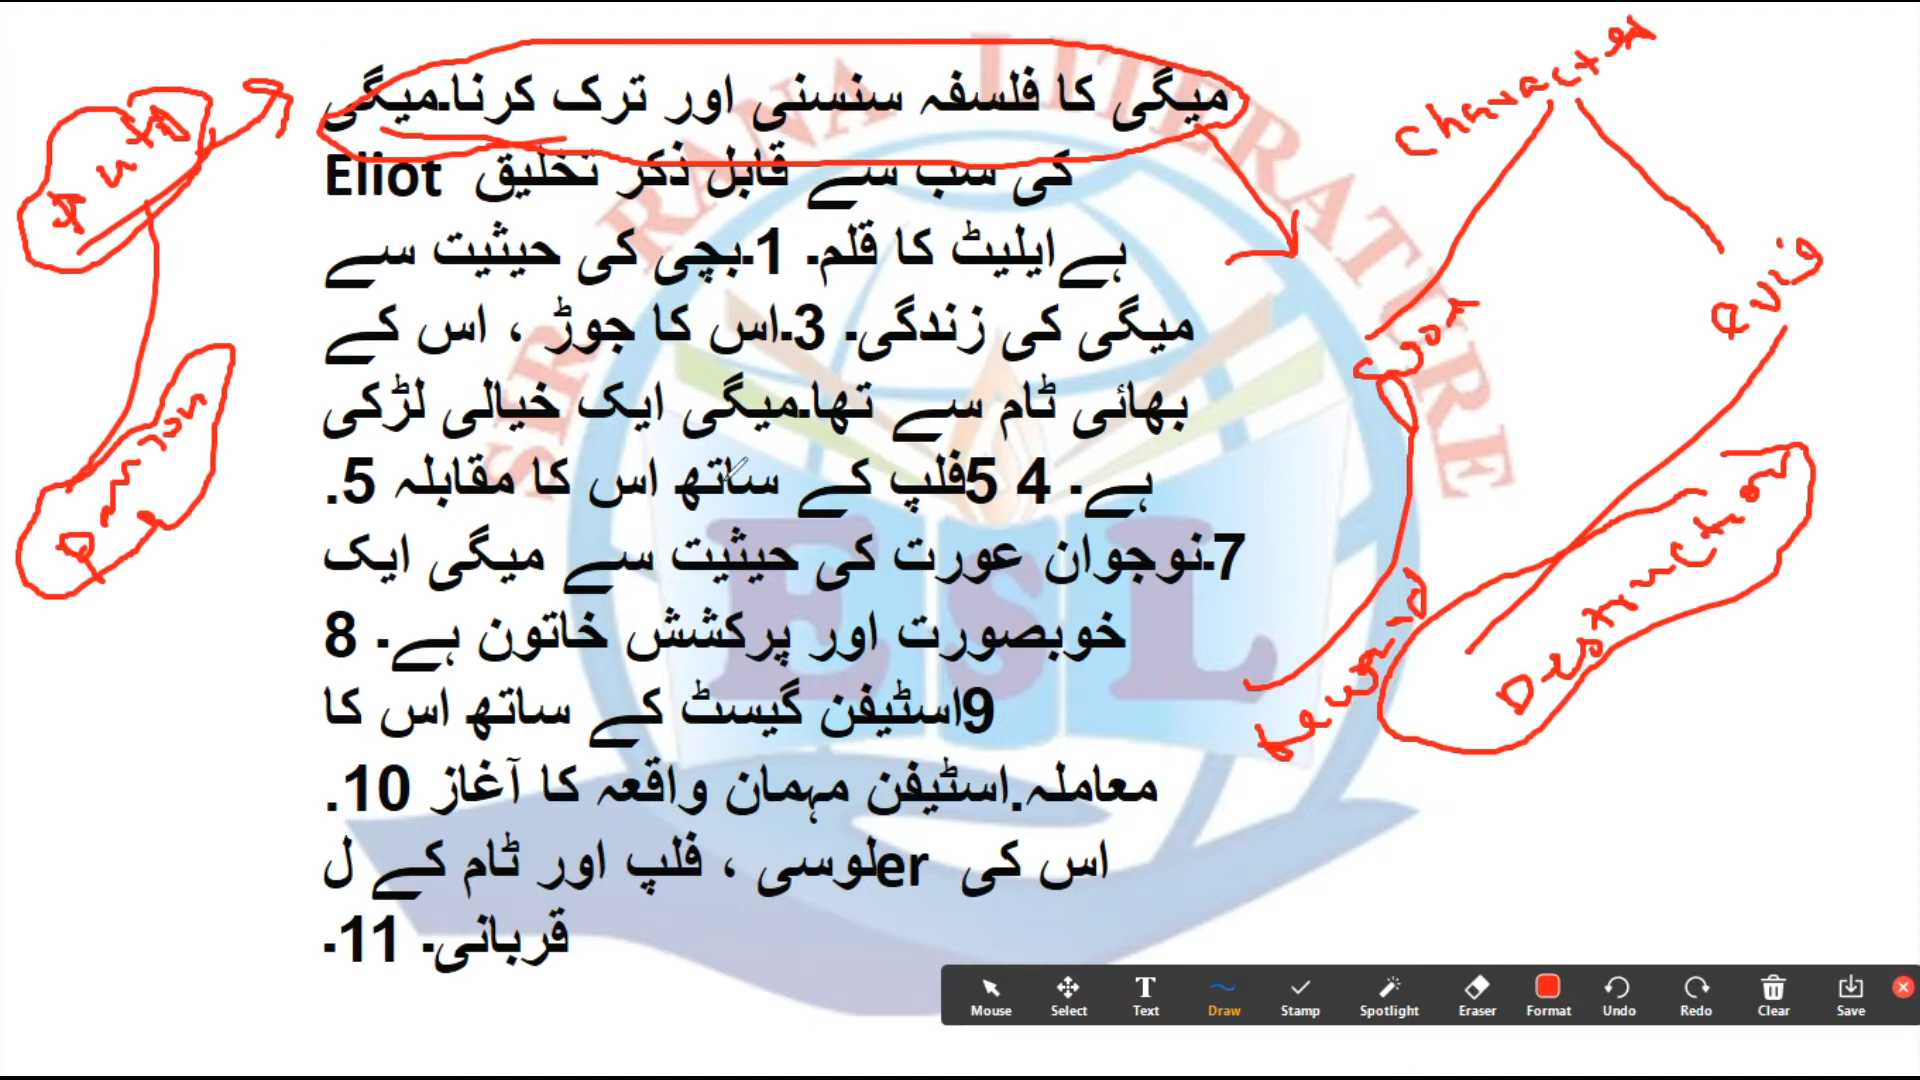 میگی کا فلسفہ سنسنی اور ترک کرنا۔میگی
کی سب سے قابل ذکر تخلیق Eliot
ہےایلیٹ کا قلم۔ 1۔بچی کی حیثیت سے
میگی کی زندگی۔ 3۔اس کا جوڑ ، اس کے
بھائی ٹام سے تھا۔میگی ایک خیالی لڑکی
ہے۔ 4 5فلپ کے ساتھ اس کا مقابلہ 5.
7۔نوجوان عورت کی حیثیت سے میگی ایک
خوبصورت اور پرکشش خاتون ہے۔ 8
9اسٹیفن گیسٹ کے ساتھ اس کا
معاملہ.اسٹیفن مہمان واقعہ کا آغاز 10.
اس کی erلوسی ، فلپ اور ٹام کے ل
قربانی۔ 11۔
Character
Destruction
SIR RANA LITERATURE
ESL
Mouse Select Text Draw Stamp Spotlight Eraser Format Undo Redo Clear Save